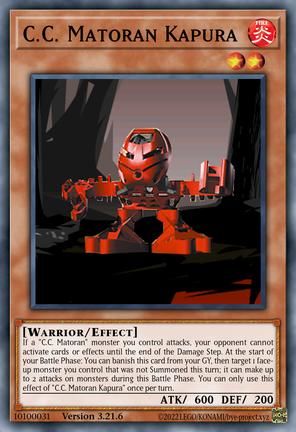 C.C. Matoran Kapura
FIRE
炎
[Warrior/Effect]
If a "C.C. Matoran" monster you control attacks, your opponent cannot
activate cards or effects until the end of the Damage Step. At the start of
your Battle Phase: You can banish this card from your GY, then target 1 face-
up monster you control that was not Summoned this turn; it can make up
to 2 attacks on monsters during this Battle Phase. You can only use this
effect of "C.C. Matoran Kapura" once per turn.
ATK/ 600 DEF/ 200
10100031 Version 3.21.6 ©2022LEGO/KONAMI/bye-project.xyz